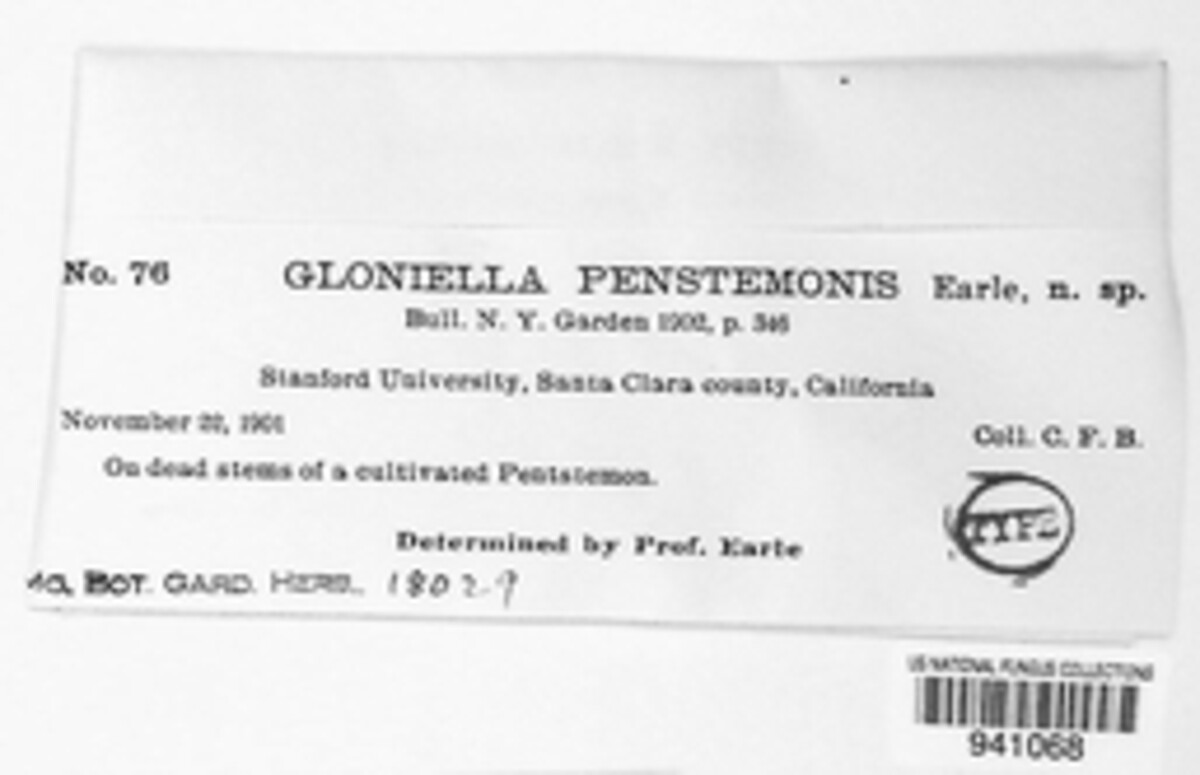 No. 76 GLONIELLA PENSTEMONIS Earle, n. sp.
Bull. N. Y. Garden 1902, p. 346
Stanford University, Santa Clara county, California
November 22, 1901
Coll. C. F. B.
On dead stems of a cultivated Pentstemon.
TYPE
Determined by Prof. Earle
MO. BOT. GARD. HERB. 18029
US NATIONAL FUNGUS COLLECTIONS
941068